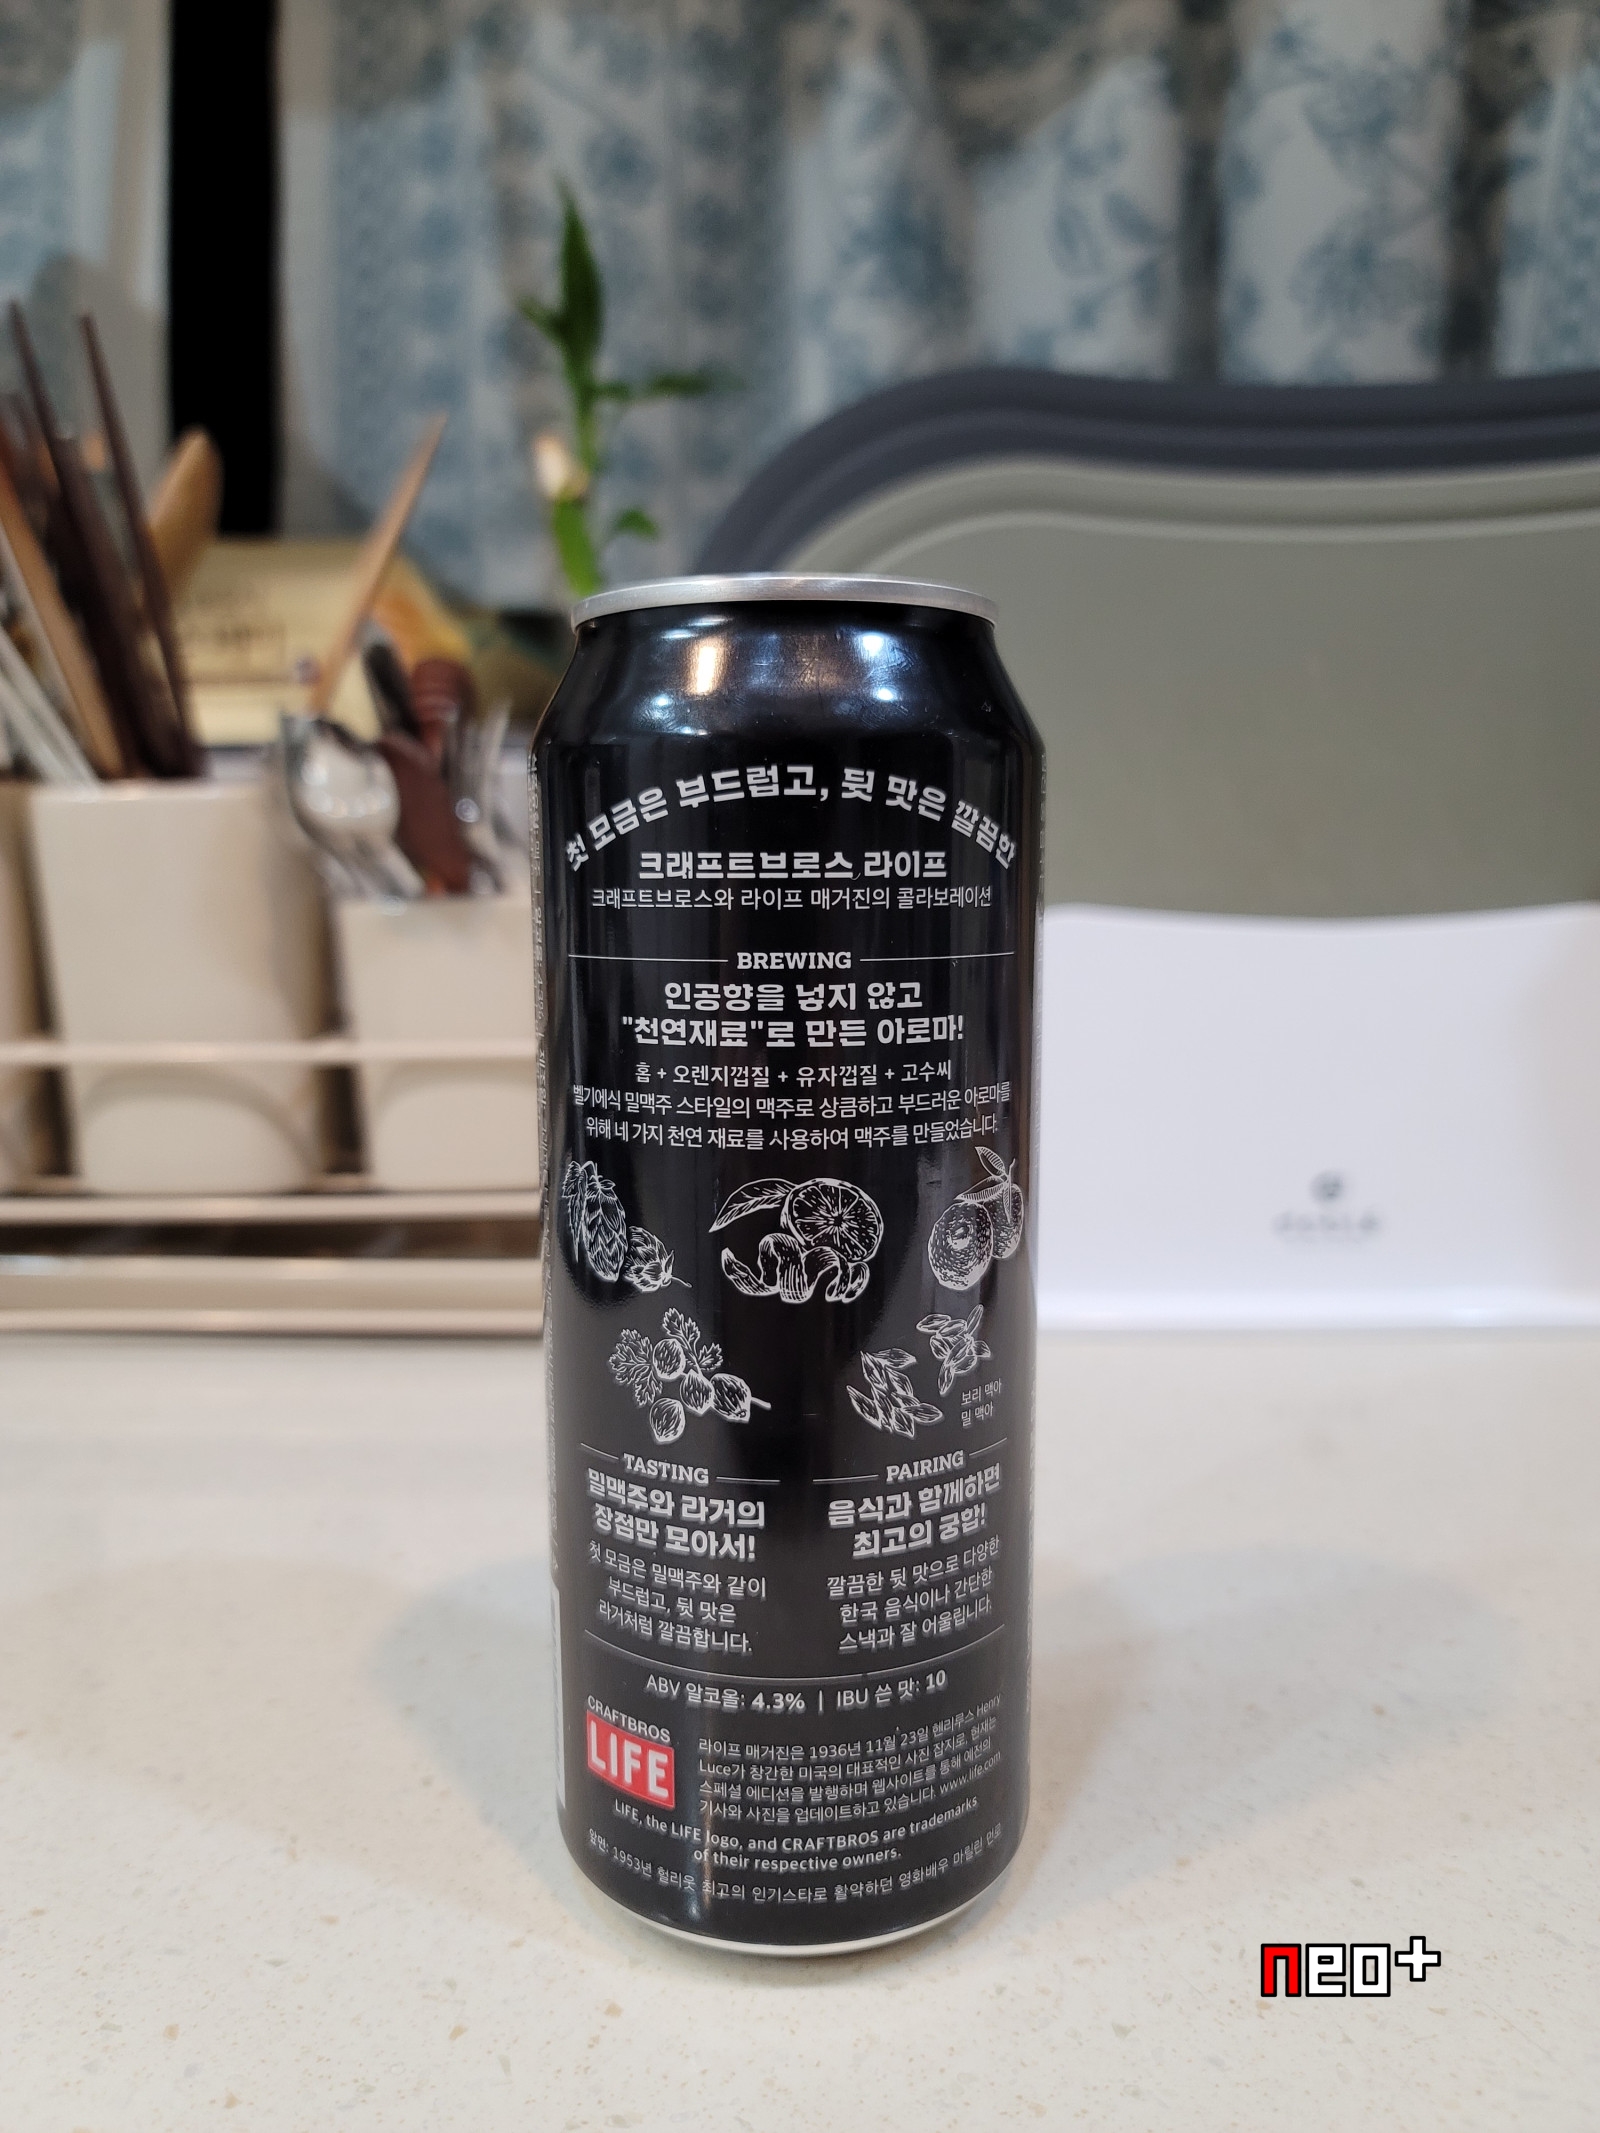 첫 모금은 부드럽고, 뒷 맛은 깔끔한
크래프트브로스 라이프
크래프트브로스와 라이프 매거진의 콜라보레이션
BREWING
인공향을 넣지 않고
"천연재료"로 만든 아로마!
홉 + 오렌지껍질 + 유자껍질 + 고수씨
벨기에식 밀맥주 스타일의 맥주로 상큼하고 부드러운 아로마를
위해 네 가지 천연 재료를 사용하여 맥주를 만들었습니다.
보리 맥아
밀 맥아
TASTING
밀맥주와 라거의
장점만 모아서!
첫 모금은 밀맥주와 같이
부드럽고, 뒷 맛은
라거처럼 깔끔합니다.
PAIRING
음식과 함께하면
최고의 궁합!
깔끔한 뒷 맛으로 다양한
한국 음식이나 간단한
스낵과 잘 어울립니다.
ABV 알코올: 4.3% | IBU 쓴 맛: 10
CRAFTBROS
LIFE
라이프 매거진은 1936년 11월 23일 헨리루스 Henry
Luce가 창간한 미국의 대표적인 사진 잡지로, 현재는
스페셜 에디션을 발행하며 웹사이트를 통해 예전의
기사와 사진을 업데이트하고 있습니다. www.life.com
LIFE, the LIFE logo, and CRAFTBROS are trademarks
of their respective owners.
앞면: 1953년 헐리웃 최고의 인기스타로 활약하던 영화배우 마릴린 먼로
neo+